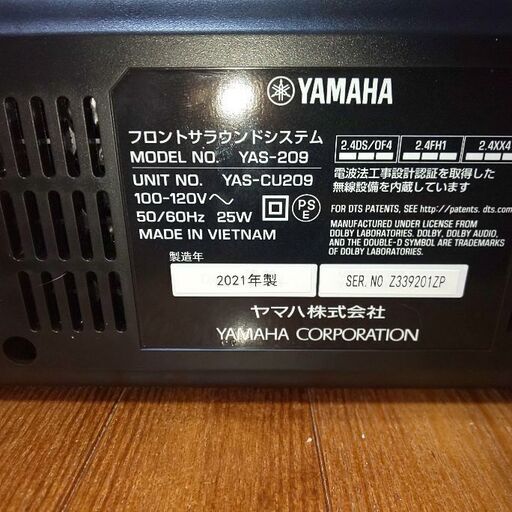 YAMAHA
フロントサラウンドシステム
MODEL NO. YAS-209
UNIT NO. YAS-CU209
100-120V～
50/60Hz 25W
PSE
MADE IN VIETNAM
2.4DS/OF4 2.4FH1 2.4XX4
電波法工事設計認証を取得した
無線設備を内蔵しています
FOR DTS PATENTS, SEE http://patents. dts.com
MANUFACTURED UNDER LICENSE FROM
DOLBY LABORATORIES. DOLBY, DOLBY AUDIO,
AND THE DOUBLE-D SYMBOL ARE TRADEMARKS
OF DOLBY LABORATORIES.
製造年
2021年製
SER. NO Z339201ZP
ヤマハ株式会社
YAMAHA CORPORATION